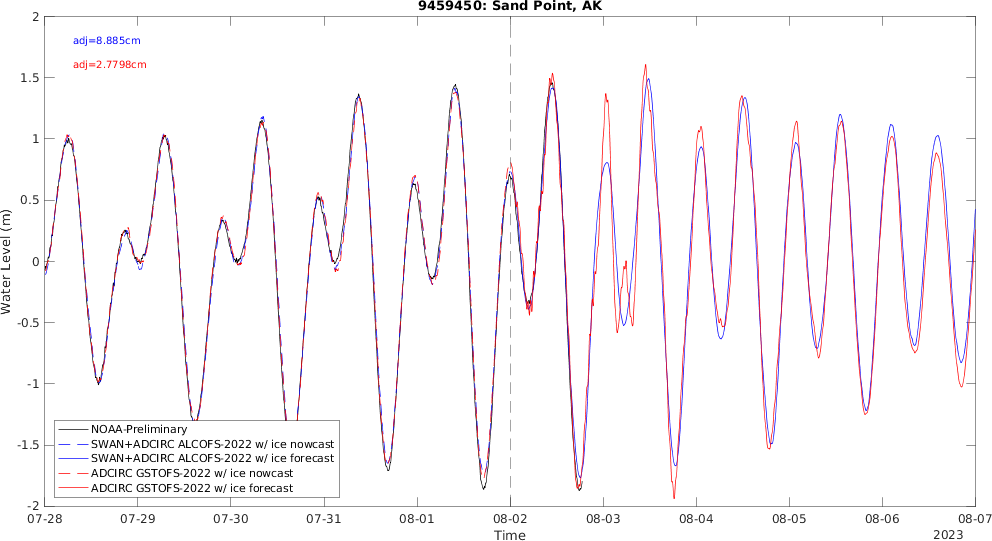 9459450: Sand Point, AK
adj=8.885cm
adj=2.7798cm
2
1.5
1
0.5
0
-0.5
-1
-1.5
-2
Water Level (m)
NOAA-Preliminary
SWAN+ADCIRC ALCOFS-2022 w/ ice nowcast
SWAN+ADCIRC ALCOFS-2022 w/ ice forecast
ADCIRC GSTOFS-2022 w/ ice nowcast
ADCIRC GSTOFS-2022 w/ ice forecast
07-28 07-29 07-30 07-31 08-01 08-02 08-03 08-04 08-05 08-06 08-07
Time
2023